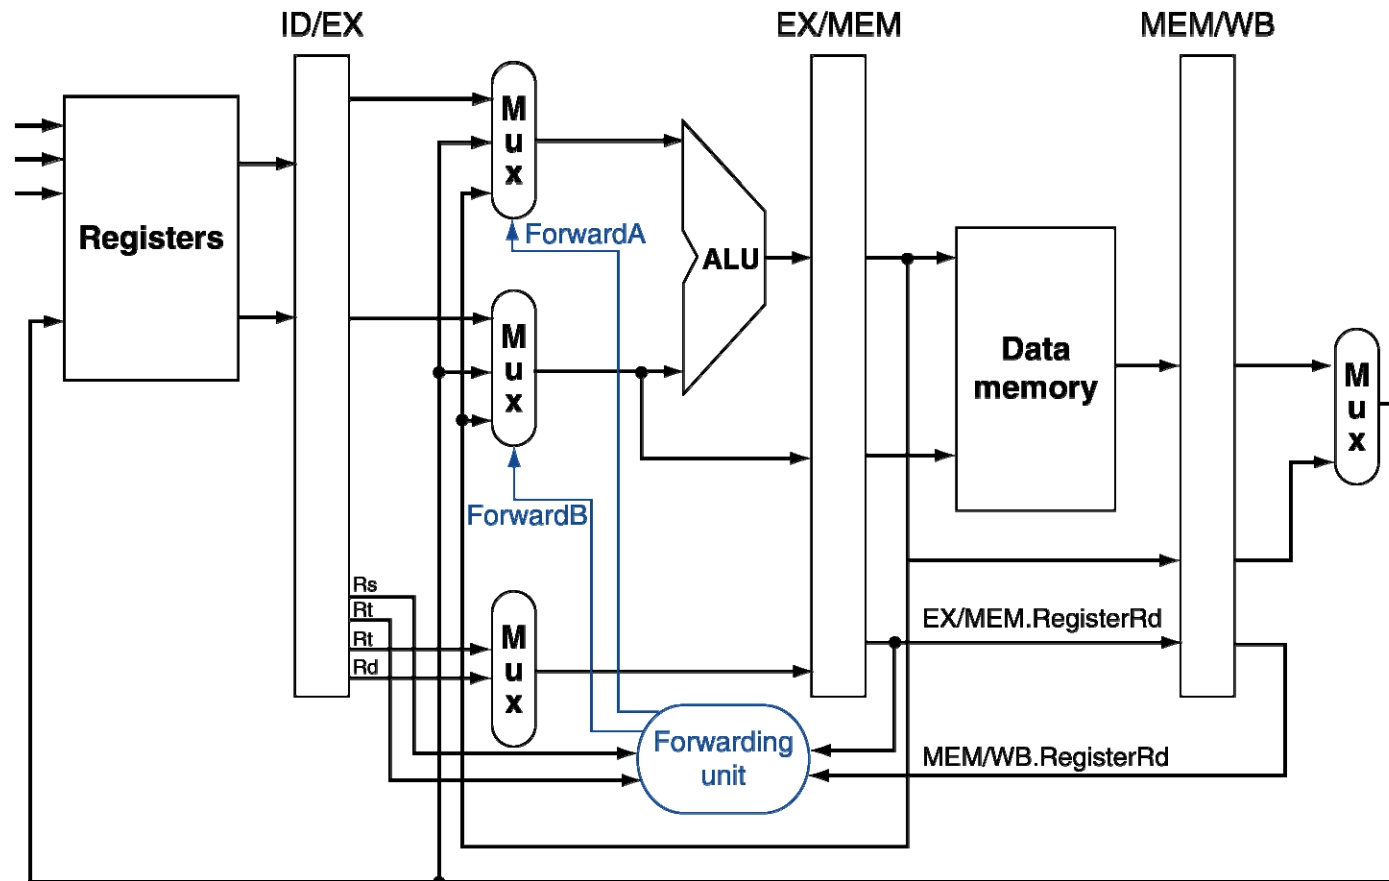 ID/EX
EX/MEM
MEM/WB
M
u
x
Registers
ForwardA
ALU
M
u
x
Data
memory
M
u
x
ForwardB
Rs
Rt
Rt
Rd
M
u
x
EX/MEM.RegisterRd
Forwarding
unit
MEM/WB.RegisterRd